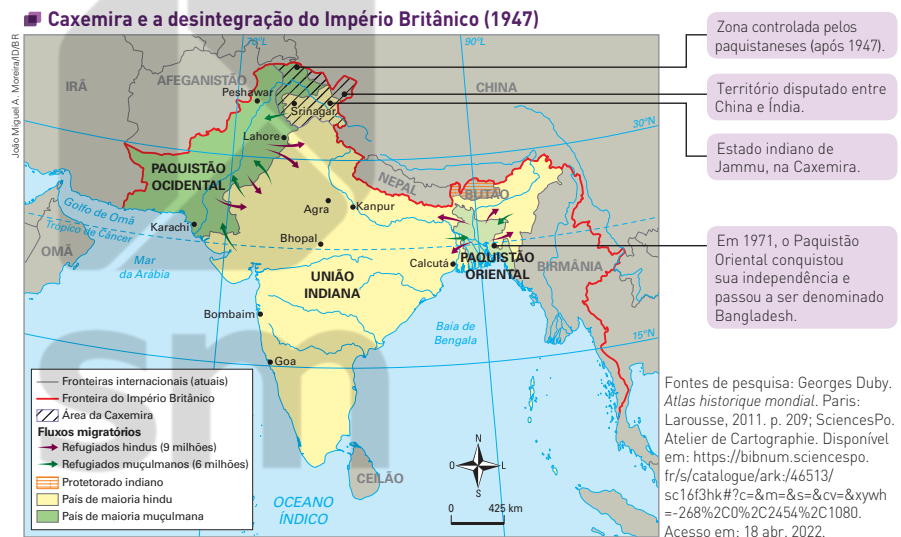 Caxemira e a desintegração do Império Britânico (1947)
João Miguel A. Moreira/ID/BR
70ºL
90ºL
IRÃ
AFEGANISTÃO
Peshawar
CHINA
Srinagar
30ºN
Lahore
PAQUISTÃO
OCIDENTAL
NEPAL
BUTÃO
Golfo de Omã
Trópico de Câncer
Karachi
Agra
Kanpur
OMÃ
Mar
da Arábia
Bhopal
Calcutá
PAQUISTÃO
ORIENTAL
BIRMÂNIA
UNIÃO
INDIANA
Bombaim
Baía de
Bengala
15ºN
Goa
CEILÃO
OCEANO
ÍNDICO
N
O
L
S
0
425 km
Fronteiras internacionais (atuais)
Fronteira do Império Britânico
Área da Caxemira
Fluxos migratórios
Refugiados hindus (9 milhões)
Refugiados muçulmanos (6 milhões)
Protetorado indiano
País de maioria hindu
País de maioria muçulmana
Zona controlada pelos
paquistaneses (após 1947).
Território disputado entre
China e Índia.
Estado indiano de
Jammu, na Caxemira.
Em 1971, o Paquistão
Oriental conquistou
sua independência e
passou a ser denominado
Bangladesh.
Fontes de pesquisa: Georges Duby.
Atlas historique mondial. Paris:
Larousse, 2011. p. 209; SciencesPo.
Atelier de Cartographie. Disponível
em: https://bibnum.sciencespo.
fr/s/catalogue/ark:/46513/
sc16f3hk#?c=&m=&s=&cv=&xywh
=-268%2C0%2C2454%2C1080.
Acesso em: 18 abr. 2022.
sm